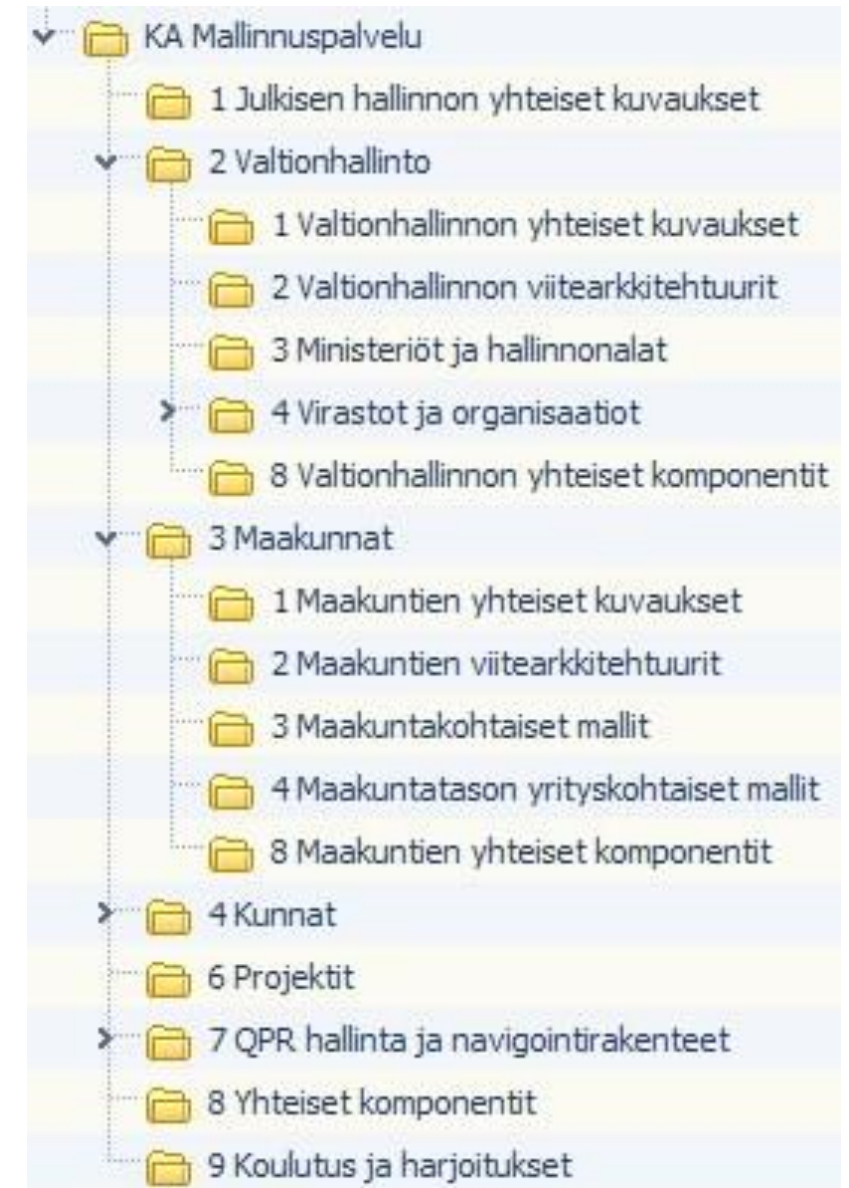 KA Mallinnuspalvelu
1 Julkisen hallinnon yhteiset kuvaukset
2 Valtionhallinto
1 Valtionhallinnon yhteiset kuvaukset
2 Valtionhallinnon viitearkkitehtuurit
3 Ministeriöt ja hallinnonalat
4 Virastot ja organisaatiot
8 Valtionhallinnon yhteiset komponentit
3 Maakunnat
1 Maakuntien yhteiset kuvaukset
2 Maakuntien viitearkkitehtuurit
3 Maakuntakohtaiset mallit
4 Maakuntatason yrityskohtaiset mallit
8 Maakuntien yhteiset komponentit
4 Kunnat
6 Projektit
7 QPR hallinta ja navigointirakenteet
8 Yhteiset komponentit
9 Koulutus ja harjoitukset